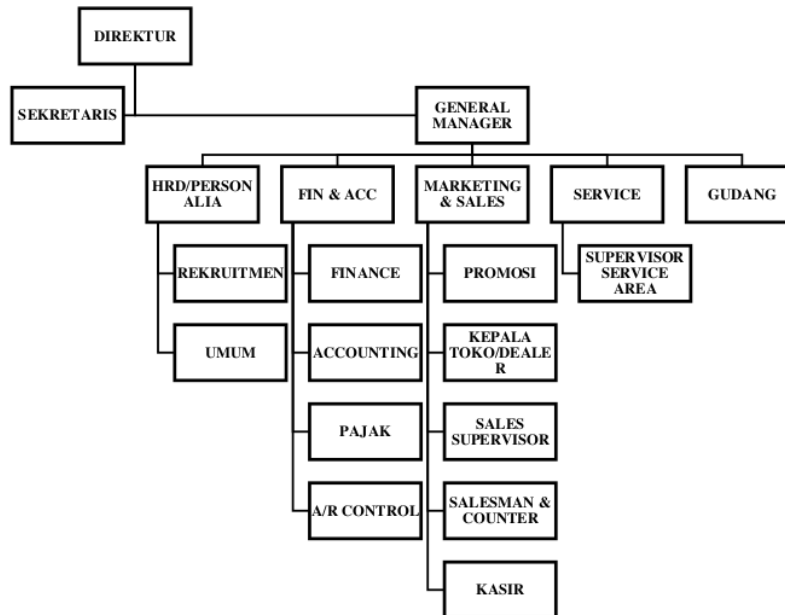 DIREKTUR
SEKRETARIS
GENERAL
MANAGER
HRD/PERSON
ALIA
FIN & ACC
MARKETING
& SALES
SERVICE
GUDANG
REKRUITMEN
FINANCE
PROMOSI
SUPERVISOR
SERVICE
AREA
UMUM
ACCOUNTING
KEPALA
TOKO/DEALE
R
PAJAK
SALES
SUPERVISOR
A/R CONTROL
SALESMAN &
COUNTER
KASIR